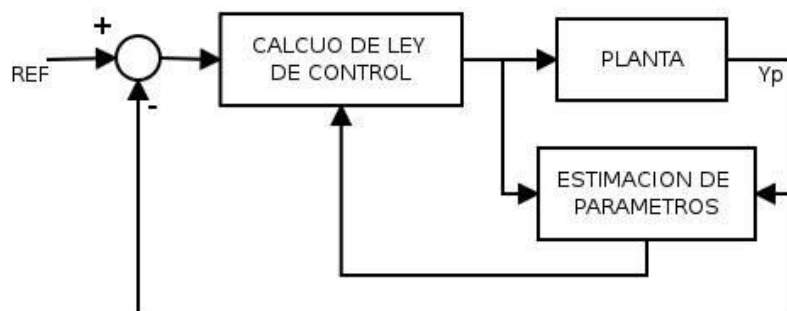 +
REF
-
CALCUO DE LEY
DE CONTROL
PLANTA
Yp
ESTIMACION DE
PARAMETROS